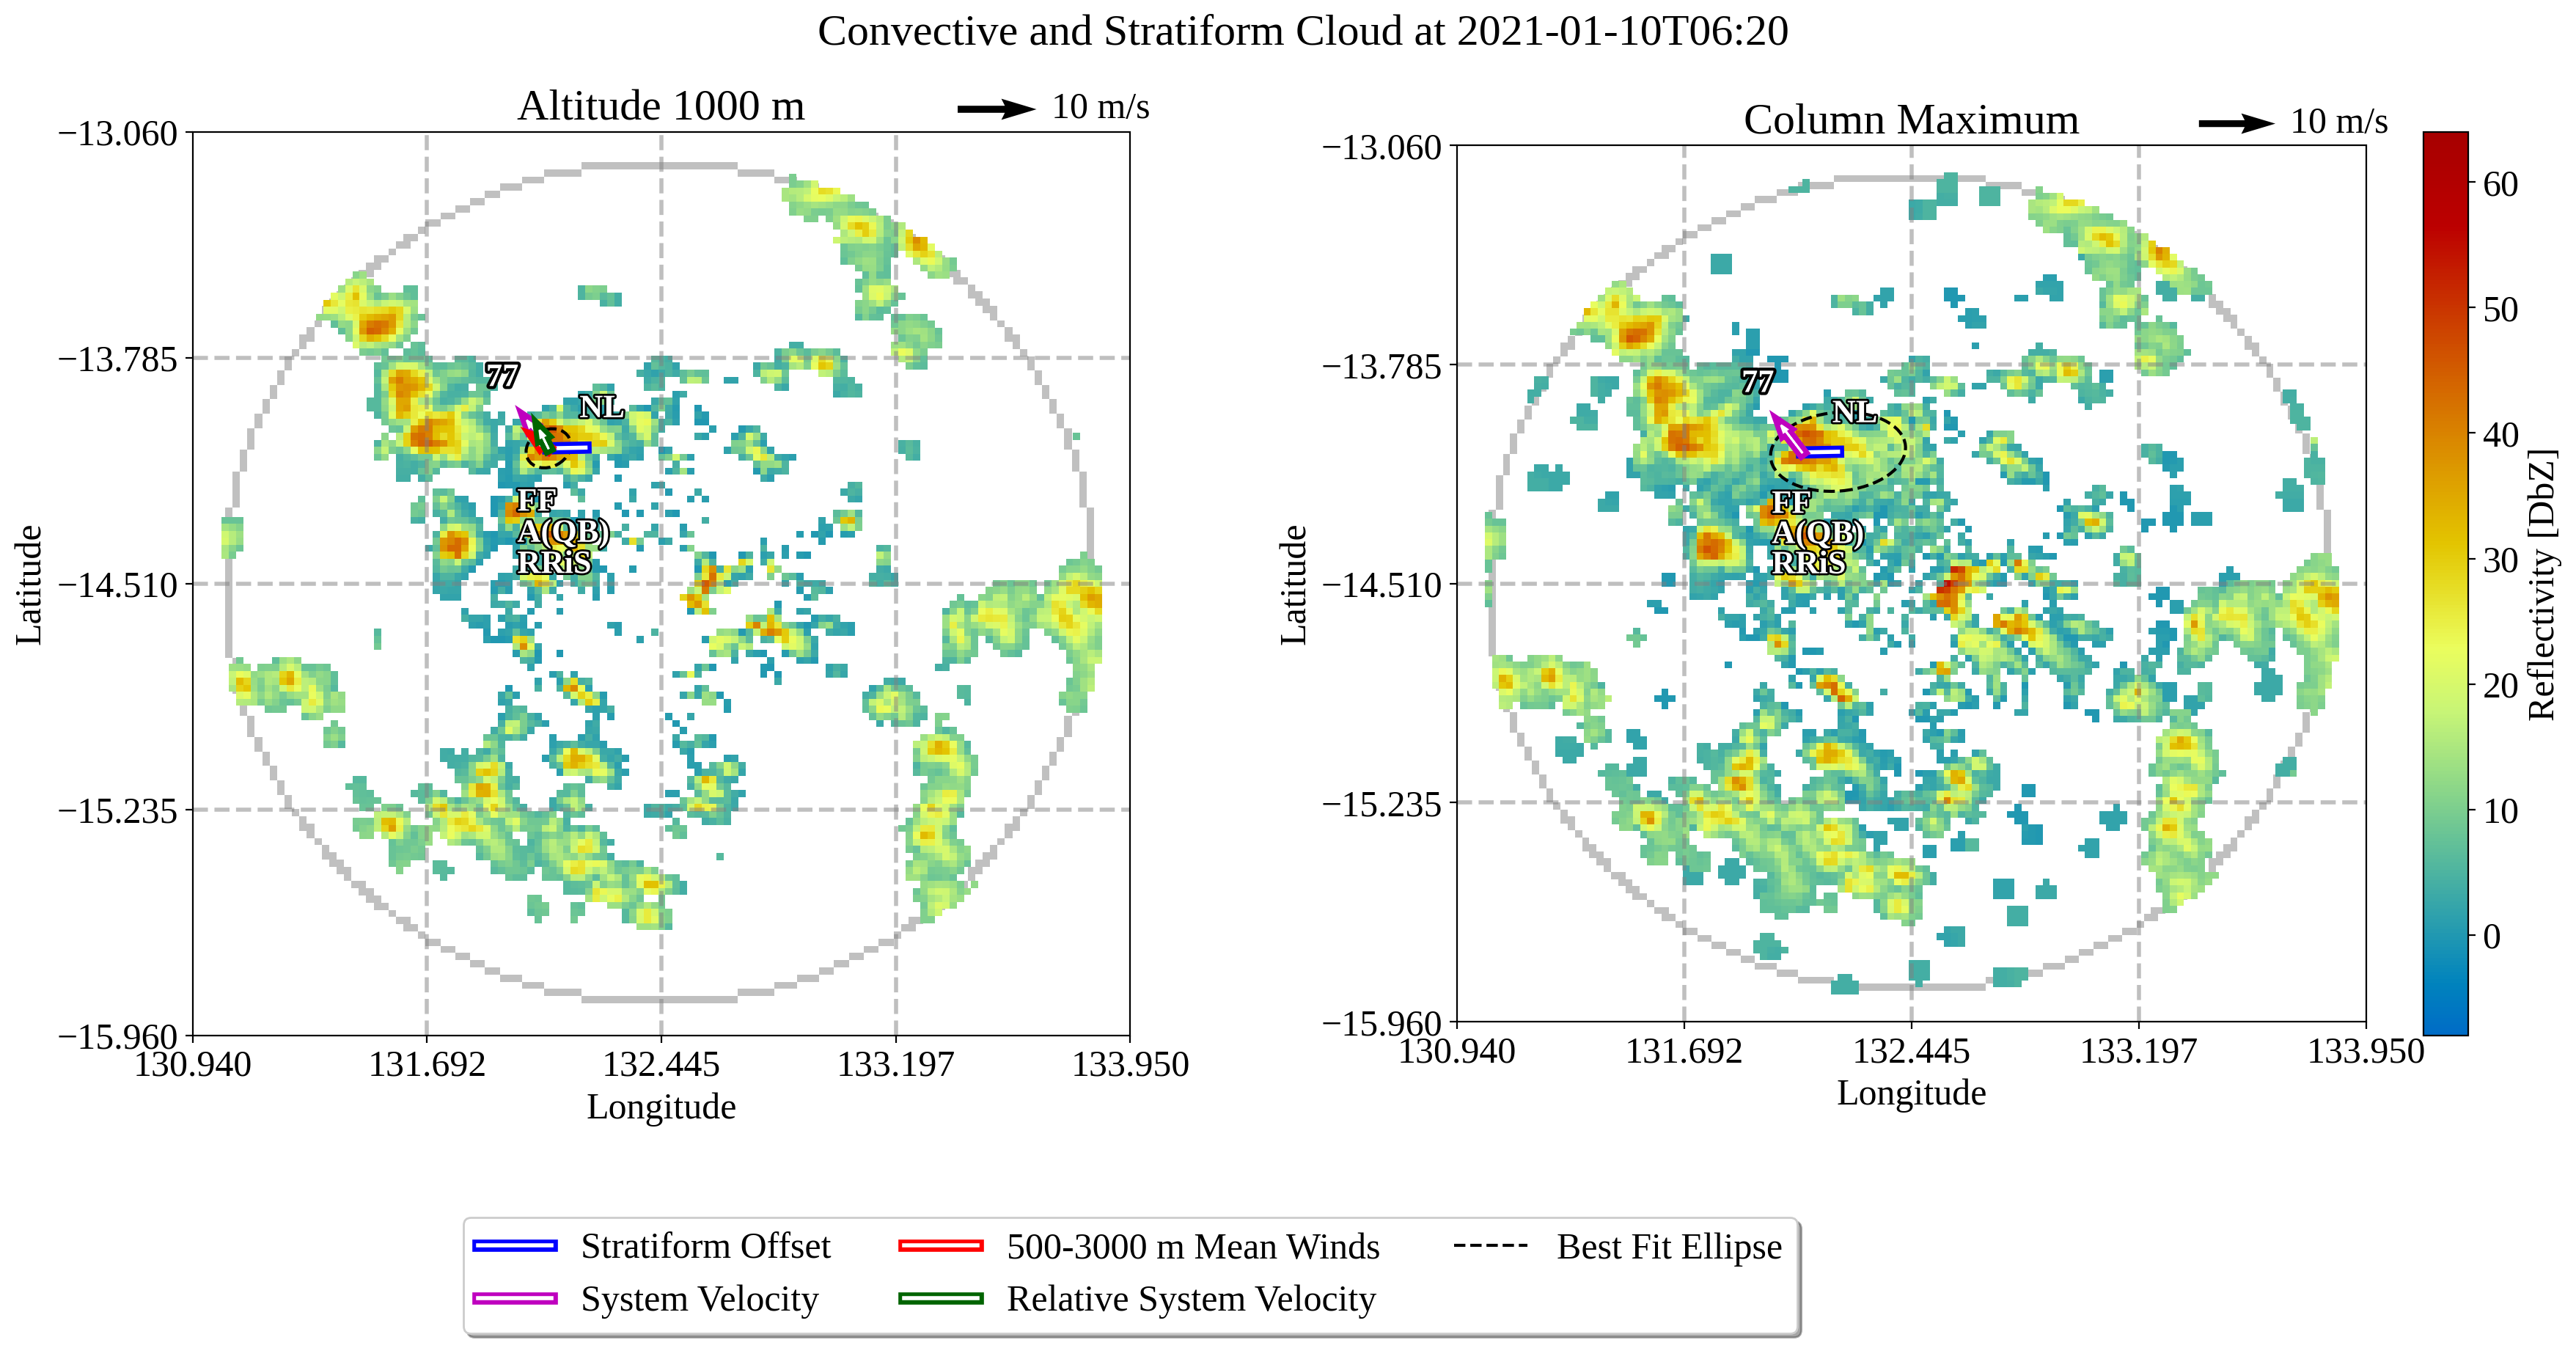 Convective and Stratiform Cloud at 2021-01-10T06:20
Altitude 1000 m
10 m/s
−13.060
−13.785
−14.510
−15.235
−15.960
130.940
131.692
132.445
133.197
133.950
Latitude
Longitude
77
NL
FF
A(QB)
RRiS
Column Maximum
10 m/s
−13.060
−13.785
−14.510
−15.235
−15.960
130.940
131.692
132.445
133.197
133.950
Latitude
Longitude
77
NL
FF
A(QB)
RRiS
60
50
40
30
20
10
0
Reflectivity [DbZ]
Stratiform Offset
System Velocity
500-3000 m Mean Winds
Relative System Velocity
Best Fit Ellipse